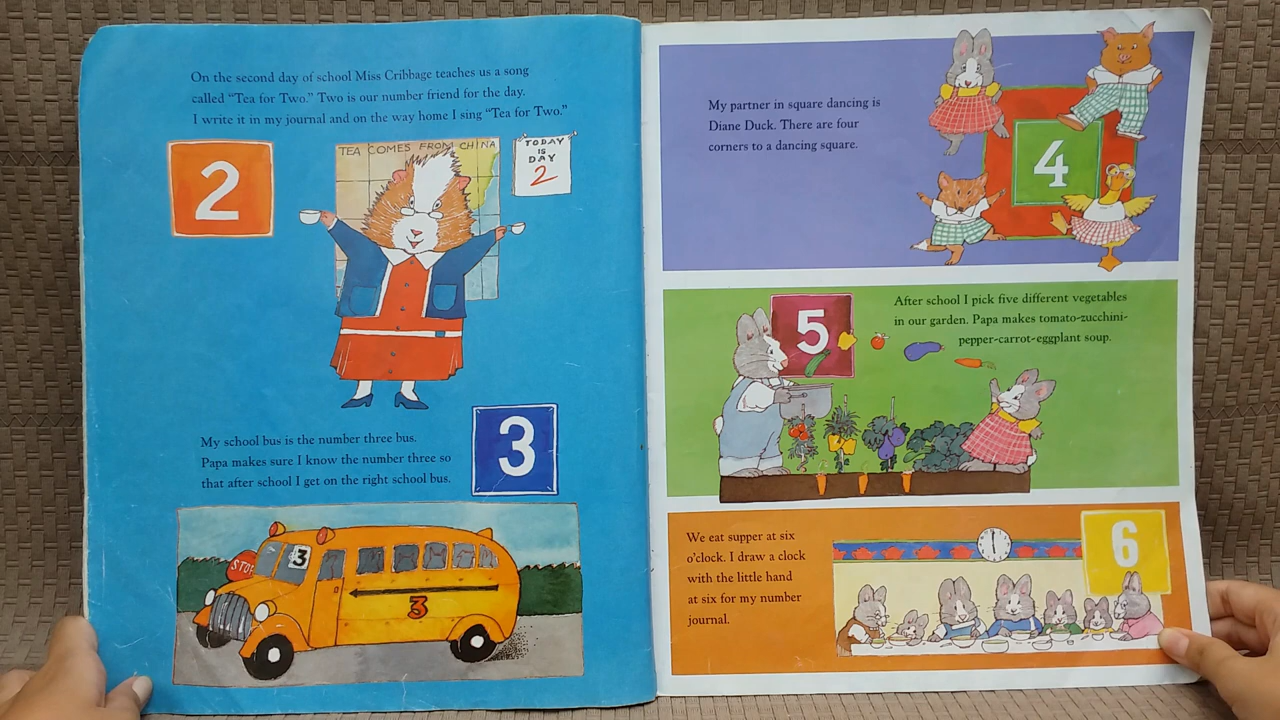 On the second day of school Miss Cribbage teaches us a song
called “Tea for Two.” Two is our number friend for the day.
I write it in my journal and on the way home I sing “Tea for Two.”
2
TEA COMES FROM CHINA
TODAY
IS
DAY
2
My school bus is the number three bus.
Papa makes sure I know the number three so
that after school I get on the right school bus.
3
STOP
3
3
My partner in square dancing is
Diane Duck. There are four
corners to a dancing square.
4
5
After school I pick five different vegetables
in our garden. Papa makes tomato-zucchini-
pepper-carrot-eggplant soup.
We eat supper at six
o’clock. I draw a clock
with the little hand
at six for my number
journal.
6